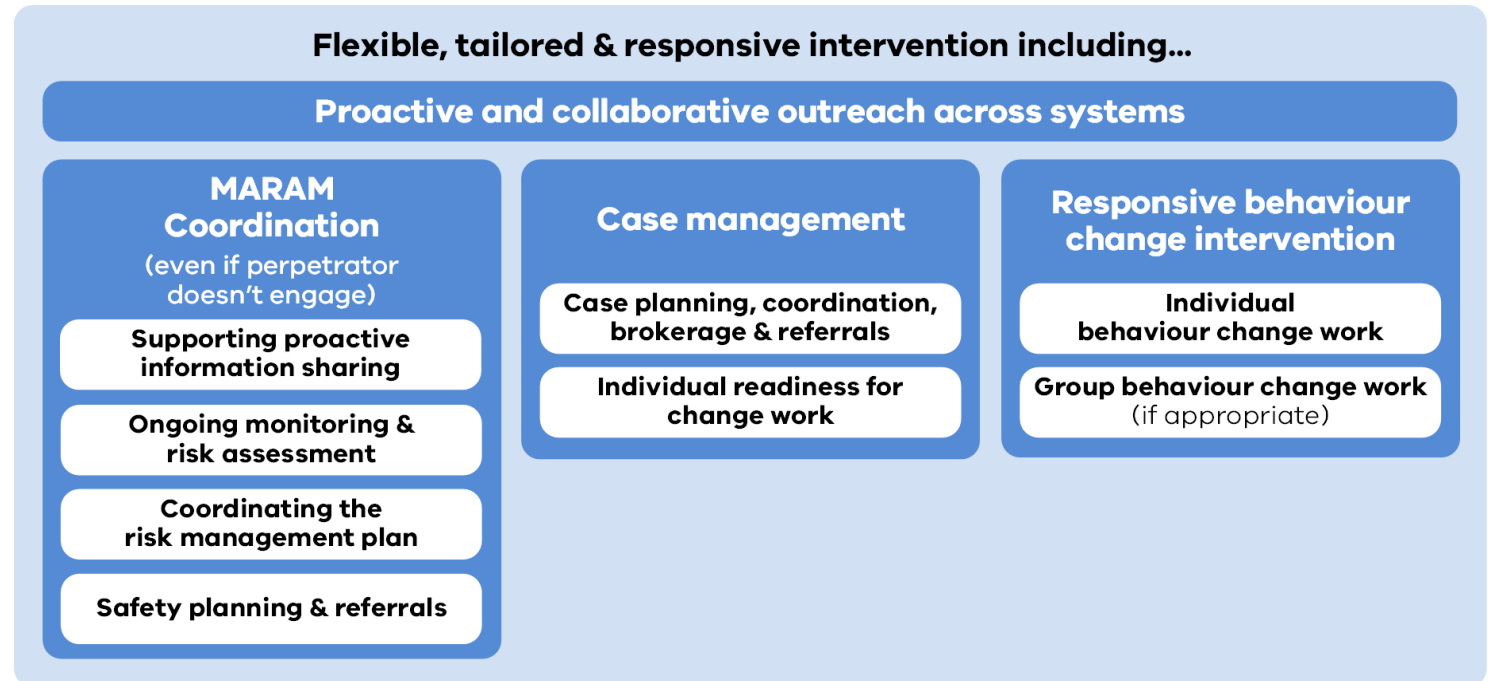 Flexible, tailored & responsive intervention including...
Proactive and collaborative outreach across systems
MARAM
Coordination
(even if perpetrator
doesn't engage)
Supporting proactive
information sharing
Ongoing monitoring &
risk assessment
Coordinating the
risk management plan
Safety planning & referrals
Case management
Case planning, coordination,
brokerage & referrals
Individual readiness for
change work
Responsive behaviour
change intervention
Individual
behaviour change work
Group behaviour change work
(if appropriate)